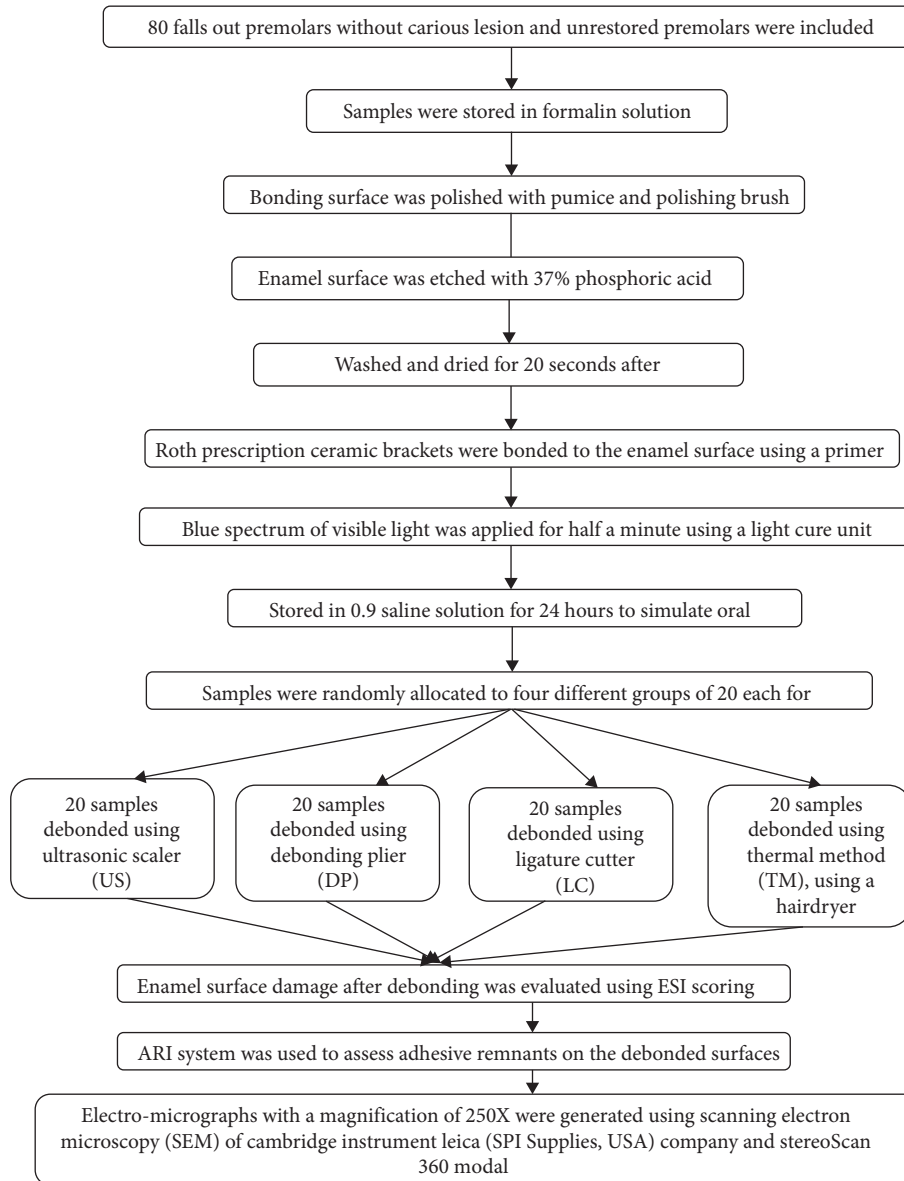 80 falls out premolars without carious lesion and unrestored premolars were included
Samples were stored in formalin solution
Bonding surface was polished with pumice and polishing brush
Enamel surface was etched with 37% phosphoric acid
Washed and dried for 20 seconds after
Roth prescription ceramic brackets were bonded to the enamel surface using a primer
Blue spectrum of visible light was applied for half a minute using a light cure unit
Stored in 0.9 saline solution for 24 hours to simulate oral
Samples were randomly allocated to four different groups of 20 each for
20 samples
debonded using
ultrasonic scaler
(US)
20 samples
debonded using
debonding plier
(DP)
20 samples
debonded using
ligature cutter
(LC)
20 samples
debonded using
thermal method
(TM), using a
hairdryer
Enamel surface damage after debonding was evaluated using ESI scoring
ARI system was used to assess adhesive remnants on the debonded surfaces
Electro-micrographs with a magnification of 250X were generated using scanning electron
microscopy (SEM) of cambridge instrument leica (SPI Supplies, USA) company and stereoScan
360 modal